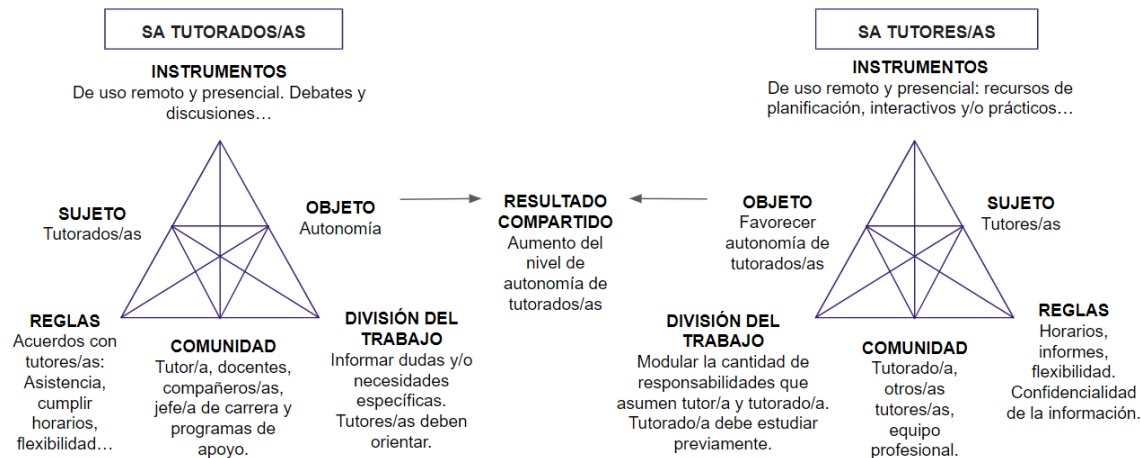 SA TUTORADOS/AS
INSTRUMENTOS
De uso remoto y presencial. Debates y
discusiones…
SUJETO
Tutorados/as
OBJETO
Autonomía
REGLAS
Acuerdos con
tutores/as:
Asistencia,
cumplir
horarios,
flexibilidad…
COMUNIDAD
Tutor/a, docentes,
compañeros/as,
jefe/a de carrera y
programas de
apoyo.
DIVISIÓN DEL
TRABAJO
Informar dudas y/o
necesidades
específicas.
Tutores/as deben
orientar.
RESULTADO
COMPARTIDO
Aumento del
nivel de
autonomía de
tutorados/as
SA TUTORES/AS
INSTRUMENTOS
De uso remoto y presencial: recursos de
planificación, interactivos y/o prácticos…
OBJETO
Favorecer
autonomía de
tutorados/as
SUJETO
Tutores/as
DIVISIÓN DEL
TRABAJO
Modular la cantidad de
responsabilidades que
asumen tutor/a y tutorado/a.
Tutorado/a debe estudiar
previamente.
COMUNIDAD
Tutorado/a,
otros/as
tutores/as,
equipo
profesional.
REGLAS
Horarios,
informes,
flexibilidad.
Confidencialidad
de la información.